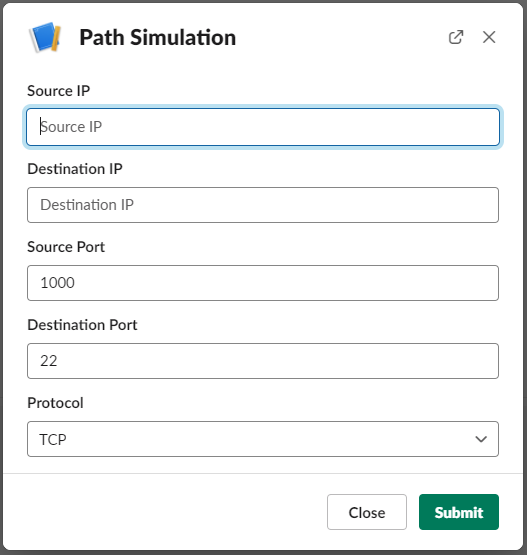 Path Simulation
Source IP
Source IP
Destination IP
Destination IP
Source Port
1000
Destination Port
22
Protocol
TCP
Close Submit